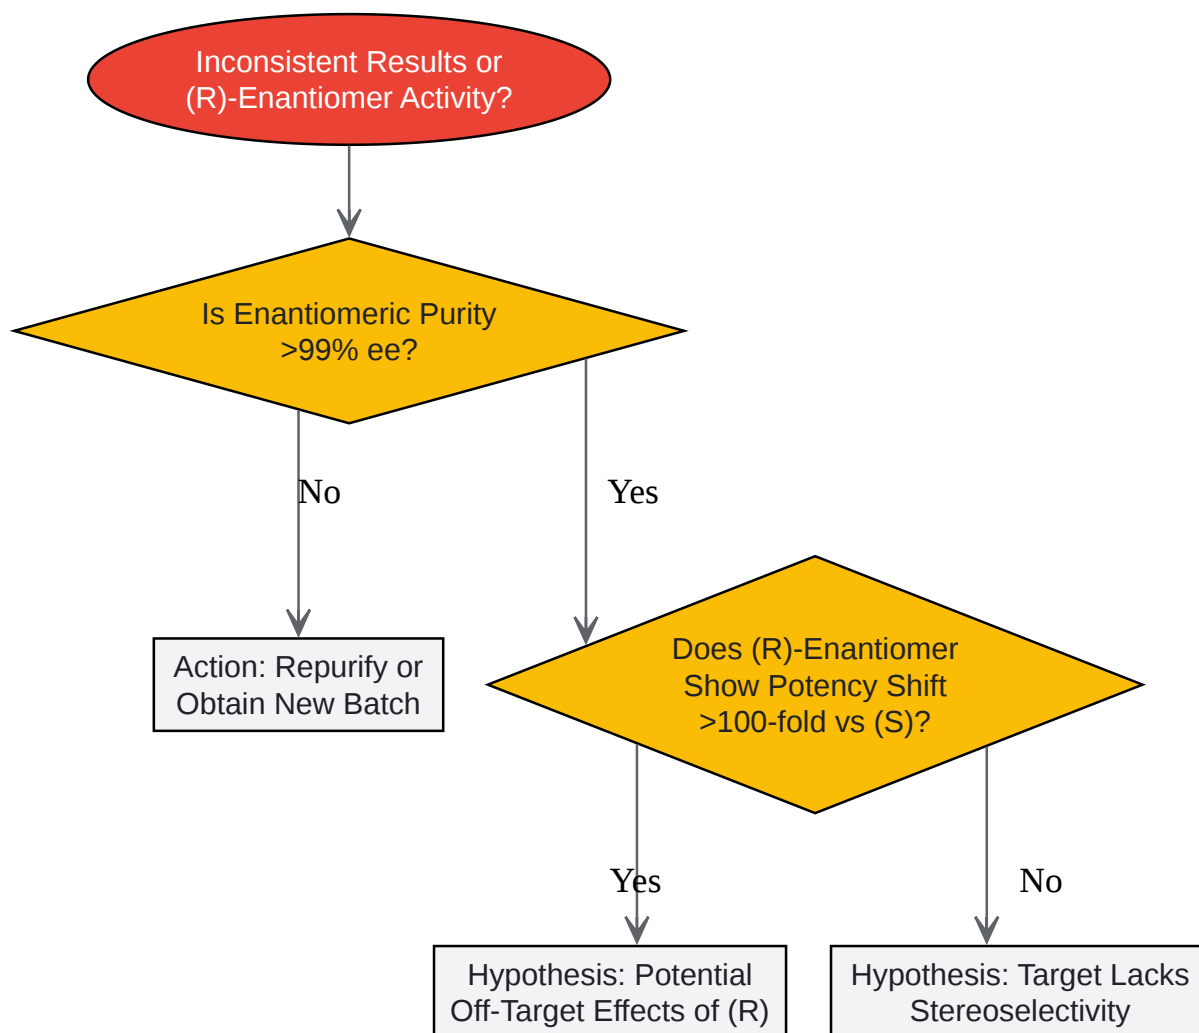 Inconsistent Results or
(R)-Enantiomer Activity?
Is Enantiomeric Purity
>99% ee?
No
Yes
Action: Repurify or
Obtain New Batch
Does (R)-Enantiomer
Show Potency Shift
>100-fold vs (S)?
Yes
No
Hypothesis: Potential
Off-Target Effects of (R)
Hypothesis: Target Lacks
Stereoselectivity